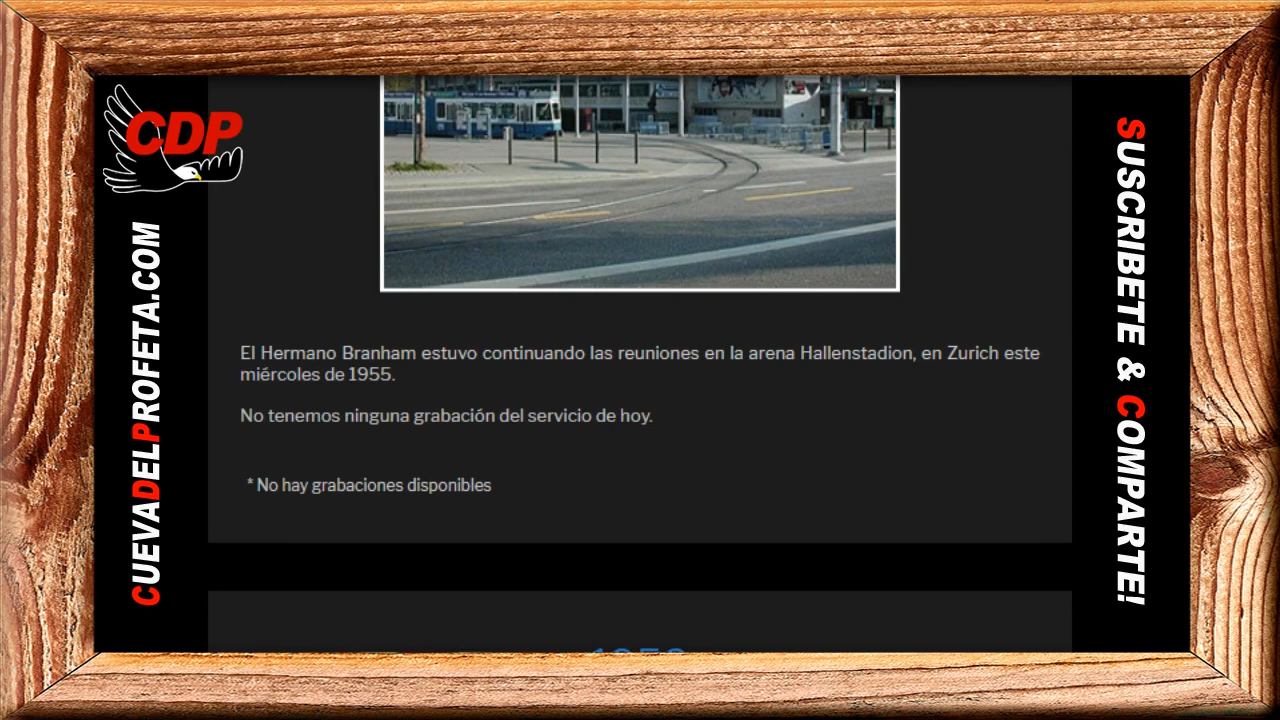 CDP
CUEVADELPROFETA.COM
SUSCRIBETE & COMPARTE!
El Hermano Branham estuvo continuando las reuniones en la arena Hallenstadion, en Zurich este
miércoles de 1955.
No tenemos ninguna grabación del servicio de hoy.
* No hay grabaciones disponibles